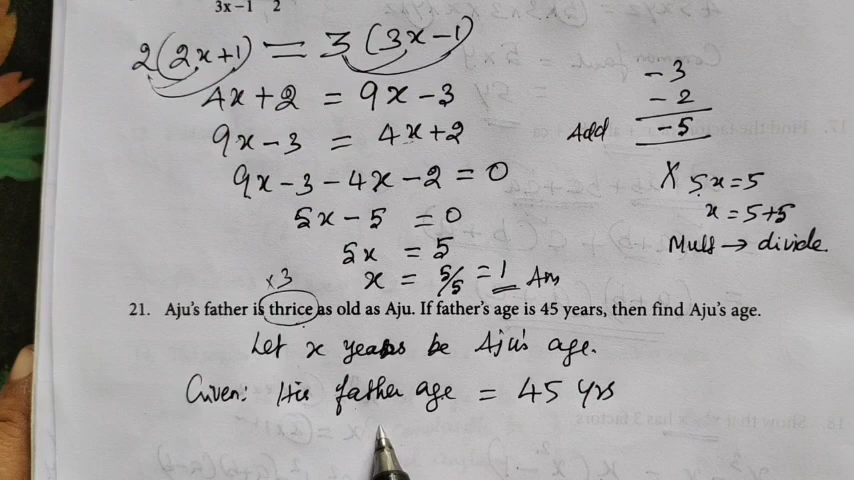 3x−1 2
2(2x+1) = 3(3x−1)
4x+2 = 9x−3
9x−3 = 4x+2
9x−3−4x−2 = 0
5x−5 = 0
5x = 5
x = 5/5 = 1 Ans
−3
−2
Add −5
X 5x=5
x = 5+5
Mult → divide.
×3
21. Aju's father is thrice as old as Aju. If father's age is 45 years, then find Aju's age.
Let x years be Aju's age.
Given: His father age = 45 yrs